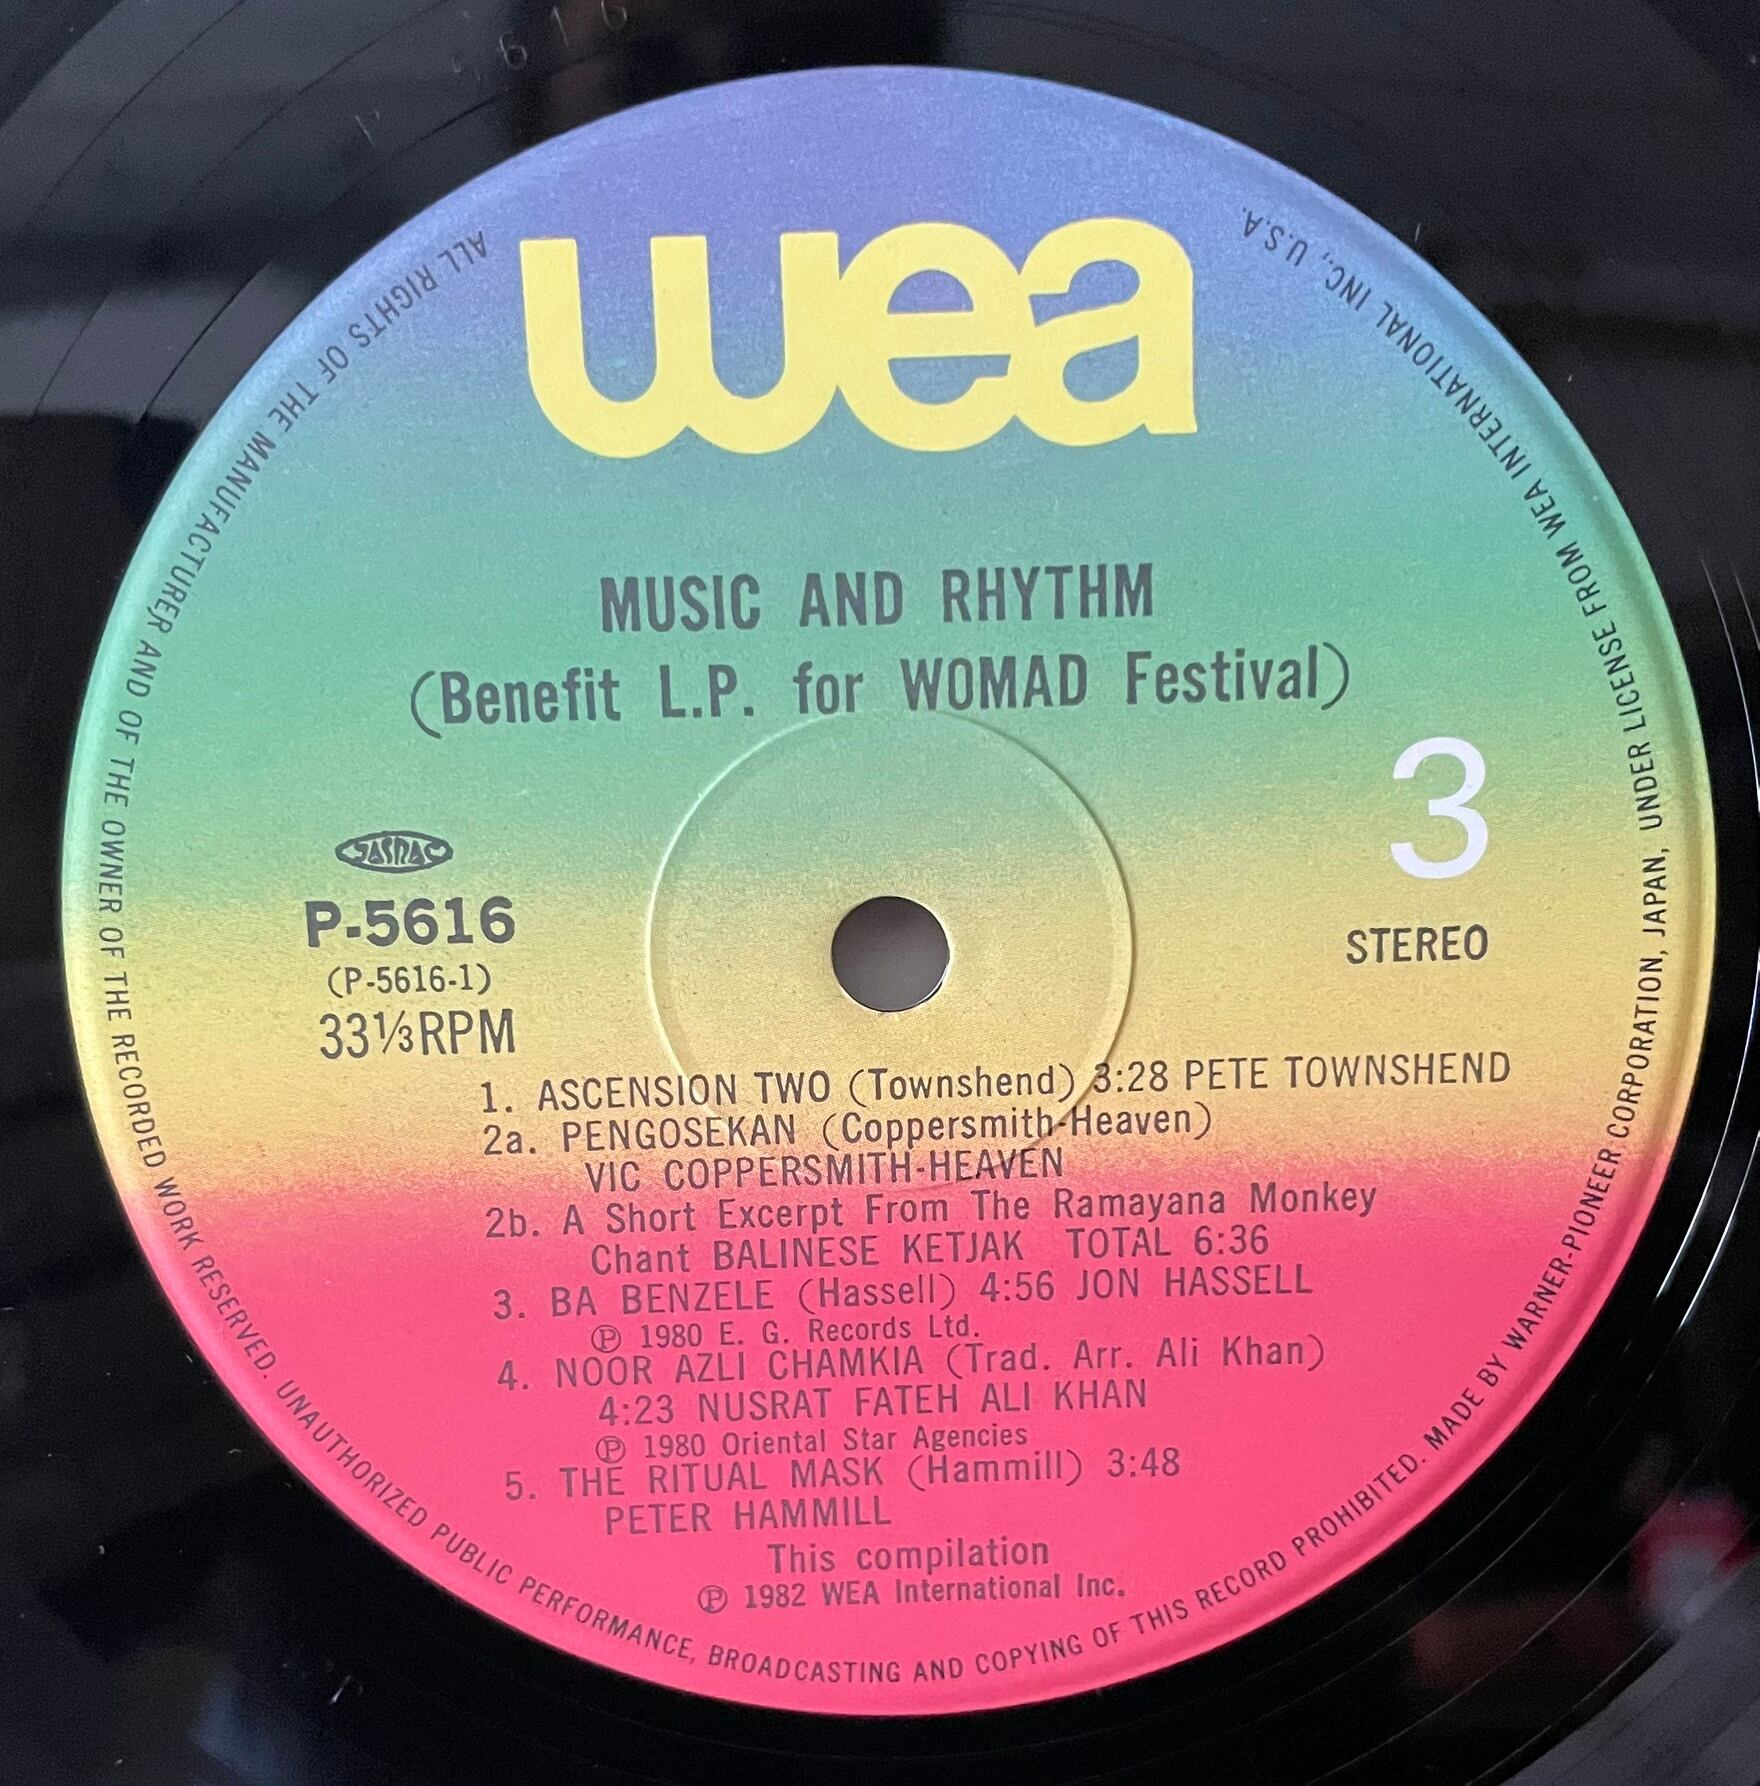 5616
wea
MUSIC AND RHYTHM
(Benefit L.P. for WOMAD Festival)
3
JASRAC
P-5616
(P-5616-1)
33⅓RPM
STEREO
1. ASCENSION TWO (Townshend) 3:28 PETE TOWNSHEND
2a. PENGOSEKAN (Coppersmith-Heaven)
VIC COPPERSMITH-HEAVEN
2b. A Short Excerpt From The Ramayana Monkey
Chant BALINESE KETJAK TOTAL 6:36
3. BA BENZELE (Hassell) 4:56 JON HASSELL
℗ 1980 E. G. Records Ltd.
4. NOOR AZLI CHAMKIA (Trad. Arr. Ali Khan)
4:23 NUSRAT FATEH ALI KHAN
℗ 1980 Oriental Star Agencies
5. THE RITUAL MASK (Hammill) 3:48
PETER HAMMILL
This compilation
℗ 1982 WEA International Inc.
ALL RIGHTS OF THE MANUFACTURER AND OF THE OWNER OF THE RECORDED WORK RESERVED. UNAUTHORIZED PUBLIC PERFORMANCE, BROADCASTING AND COPYING OF THIS RECORD PROHIBITED. MADE BY WARNER-PIONEER CORPORATION, JAPAN, UNDER LICENSE FROM WEA INTERNATIONAL INC., U.S.A.